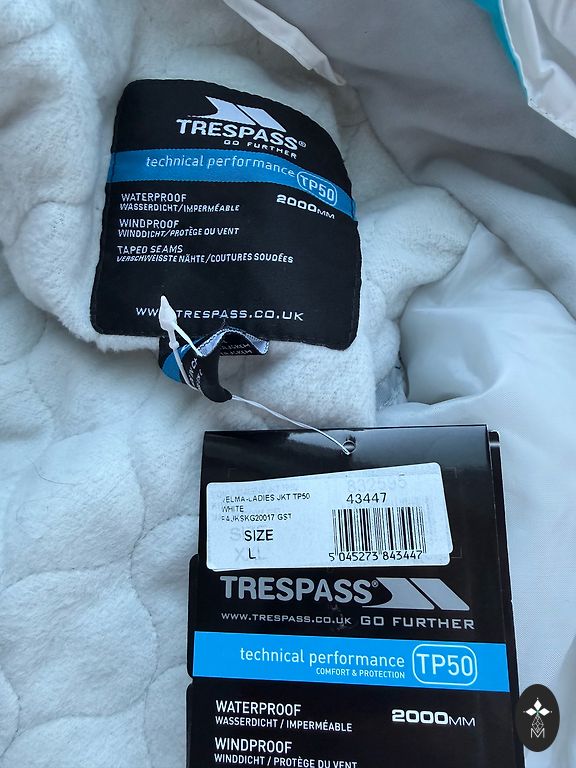 TRESPASS®
GO FURTHER
technical performance TP50
WATERPROOF 2000MM
WASSERDICHT/IMPERMÉABLE
WINDPROOF
WINDDICHT/PROTÈGE DU VENT
TAPED SEAMS
VERSCHWEISSTE NÄHTE/COUTURES SOUDÉES
WWW.TRESPASS.CO.UK
VELMA-LADIES JKT TP50
WHITE
FAJKSKG20017 GST
SIZE
L
43447
5 045273 843447
TRESPASS®
WWW.TRESPASS.CO.UK GO FURTHER
technical performance TP50
COMFORT & PROTECTION
WATERPROOF 2000MM
WASSERDICHT / IMPERMÉABLE
WINDPROOF
WINDDICHT / PROTÈGE DU VENT
M